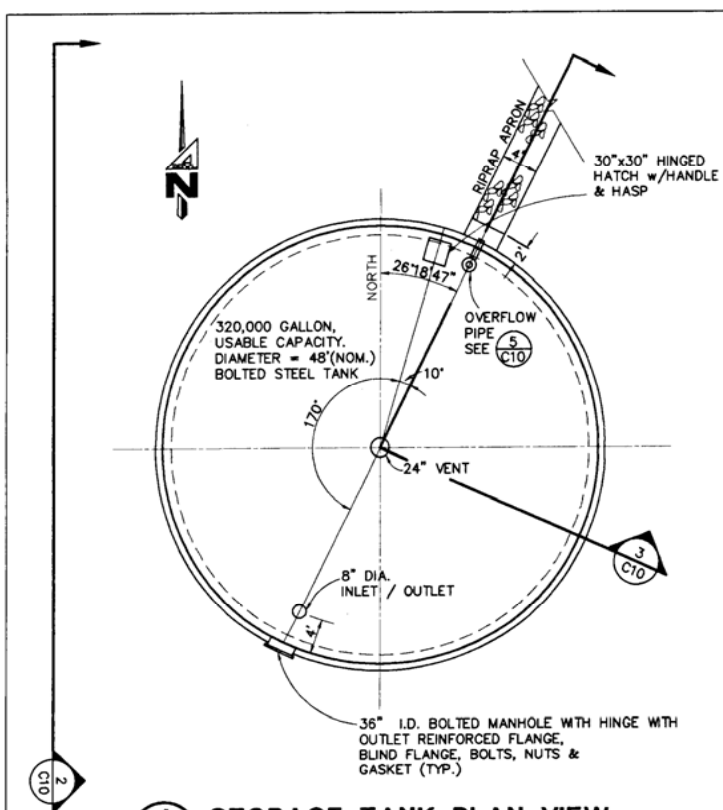 N
RIPRAP APRON
4'
30"x30" HINGED
HATCH w/HANDLE
& HASP
2'
NORTH
26°18'47"
OVERFLOW
PIPE
SEE 5
C10
320,000 GALLON,
USABLE CAPACITY.
DIAMETER = 48'(NOM.)
BOLTED STEEL TANK
10°
170°
24" VENT
3
C10
8" DIA.
INLET / OUTLET
4'
36" I.D. BOLTED MANHOLE WITH HINGE WITH
OUTLET REINFORCED FLANGE,
BLIND FLANGE, BOLTS, NUTS &
GASKET (TYP.)
2
C10
STORAGE TANK PLAN VIEW